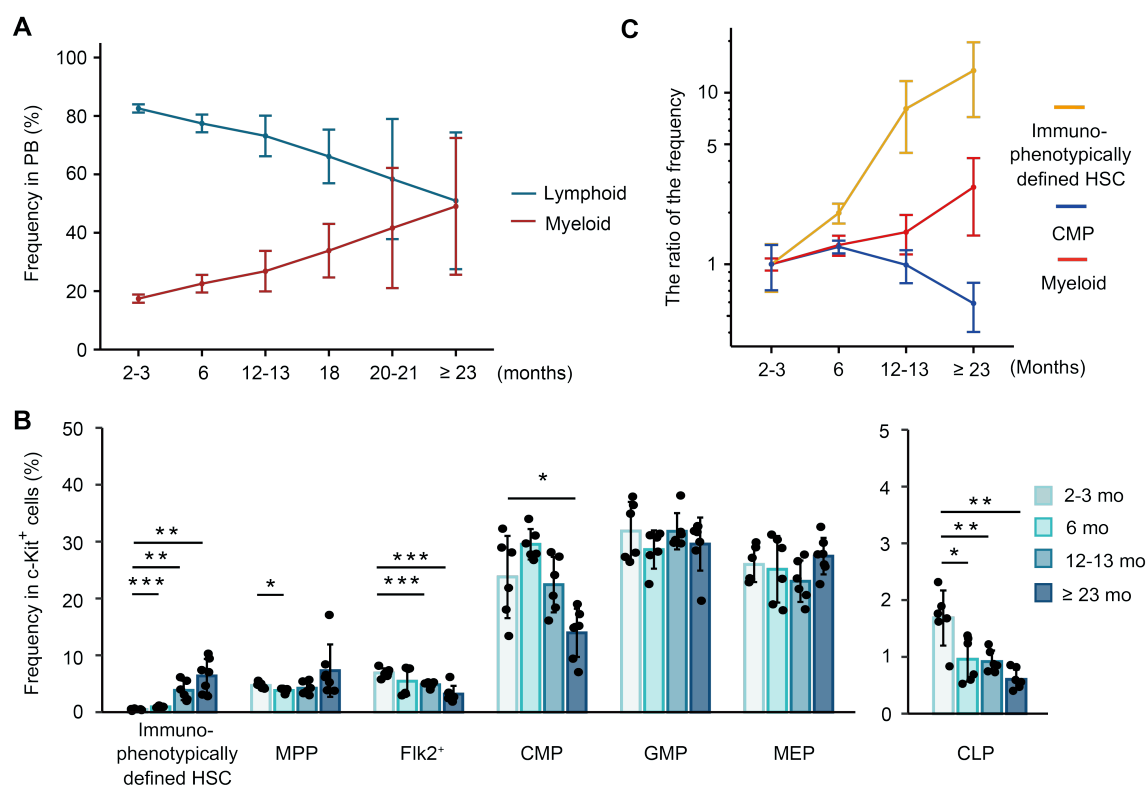 A
Frequency in PB (%)
100
80
60
40
20
0
2-3
6
12-13
18
20-21
≥ 23
(months)
Lymphoid
Myeloid
C
The ratio of the frequency
10
5
1
2-3
6
12-13
≥ 23
(Months)
Immuno-
phenotypically
defined HSC
CMP
Myeloid
B
Frequency in c-Kit⁺ cells (%)
50
40
30
20
10
0
***
**
**
*
***
***
*
Immuno-
phenotypically
defined HSC
MPP
Flk2⁺
CMP
GMP
MEP
5
4
3
2
1
0
**
**
*
CLP
2-3 mo
6 mo
12-13 mo
≥ 23 mo